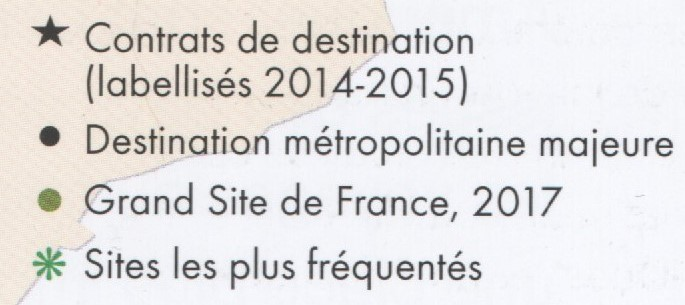 Contrats de destination
(labellisés 2014-2015)
Destination métropolitaine majeure
Grand Site de France, 2017
Sites les plus fréquentés